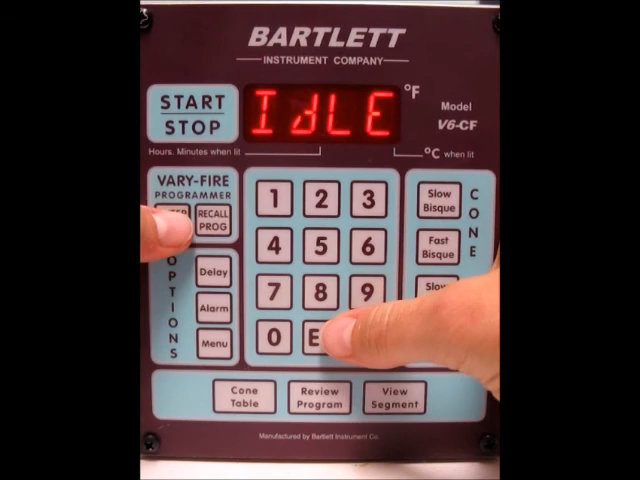 BARTLETT
INSTRUMENT COMPANY
START
STOP
IdLE
°F
Model
V6-CF
Hours. Minutes when lit
°C when lit
VARY-FIRE
PROGRAMMER
RECALL
PROG
1 2 3
4 5 6
7 8 9
0 E
Slow
Bisque
Fast
Bisque
Slow
CONE
OPTIONS
Delay
Alarm
Menu
Cone
Table
Review
Program
View
Segment
Manufactured by Bartlett Instrument Co.